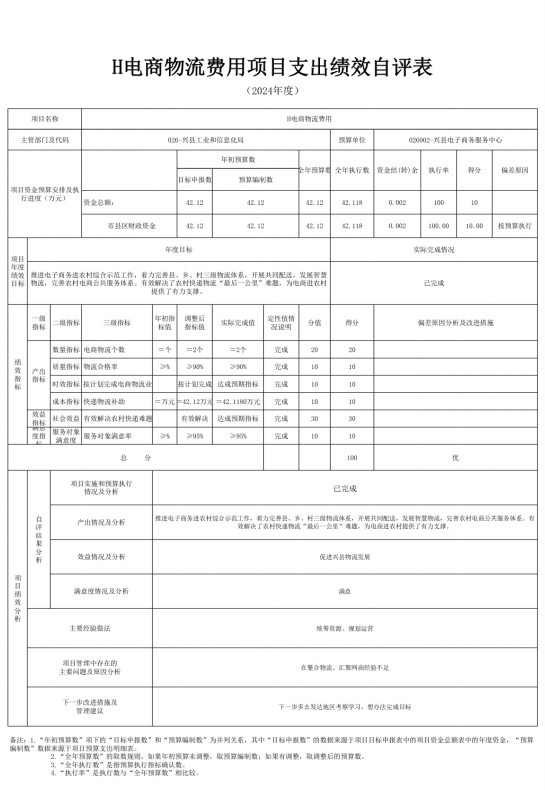 H电商物流费用项目支出绩效自评表
（2024年度）
项目名称 H电商物流费用
主管部门及代码 026-兴县工业和信息化局 预算单位 026002-兴县电子商务服务中心
项目资金预算安排及执
行进度（万元）
年初预算数 全年预算数 全年执行数 资金结(转)余 执行率 得分 偏差原因
目标申报数 预算编制数
资金总额： 42.12 42.12 42.12 42.118 0.002 100 10
市县区财政资金 42.12 42.12 42.12 42.118 0.002 100.00 10.00 按预算执行
项目
年度
绩效
目标
年度目标 实际完成情况
推进电子商务进农村综合示范工作，着力完善县、乡、村三级物流体系，开展共同配送，发展智慧
物流，完善农村电商公共服务体系。有效解决了农村快递物流“最后一公里”难题，为电商进农村
提供了有力支撑。
已完成
绩
效
指
标
一级
指标
二级指标 三级指标
年初指
标值
调整后
指标值
实际完成值
定性值情
况说明
分值 得分 偏差原因分析及改进措施
产出
指标
数量指标 电商物流个数 ＝个 ＝2个 ＝2个 完成 20 20
质量指标 物流合格率 ≥% ≥90% ≥90% 完成 10 10
时效指标 按计划完成电商物流业 按计划完成 达成预期指标 完成 10 10
成本指标 快递物流补助 ＝万元 ＝42.12万元 ＝42.1180万元 完成 10 10
效益
指标
社会效益 有效解决农村快递难题 有效解决 达成预期指标 完成 30 30
满意
度指
标
服务对象
满意度
服务对象满意率 ≥% ≥95% ≥95% 完成 10 10
总 分 100 优
项
目
绩
效
分
析
自
评
结
果
分
析
项目实施和预算执行
情况及分析
已完成
产出情况及分析
推进电子商务进农村综合示范工作，着力完善县、乡、村三级物流体系，开展共同配送，发展智慧物流，完善农村电商公共服务体系。有
效解决了农村快递物流“最后一公里”难题，为电商进农村提供了有力支撑。
效益情况及分析 促进兴县物流发展
满意度情况及分析 满意
主要经验做法 统筹资源、规划运营
项目管理中存在的
主要问题及原因分析
在整合物流、汇聚网商经验不足
下一步改进措施及
管理建议
下一步多去发达地区考察学习，想办法完成目标
备注：1.“年初预算数”项下的“目标申报数”和“预算编制数”为并列关系，其中“目标申报数”的数据来源于项目目标申报表中的项目资金总额表中的年度资金，“预算
编制数”数据来源于项目预算支出明细表。
2.“全年预算数”的取数规则，如果年初预算未调整，取预算编制数；如果有调整，取调整后的预算数。
3.“全年执行数”是指预算执行指标确认数。
4.“执行率”是执行数与“全年预算数”相比较。